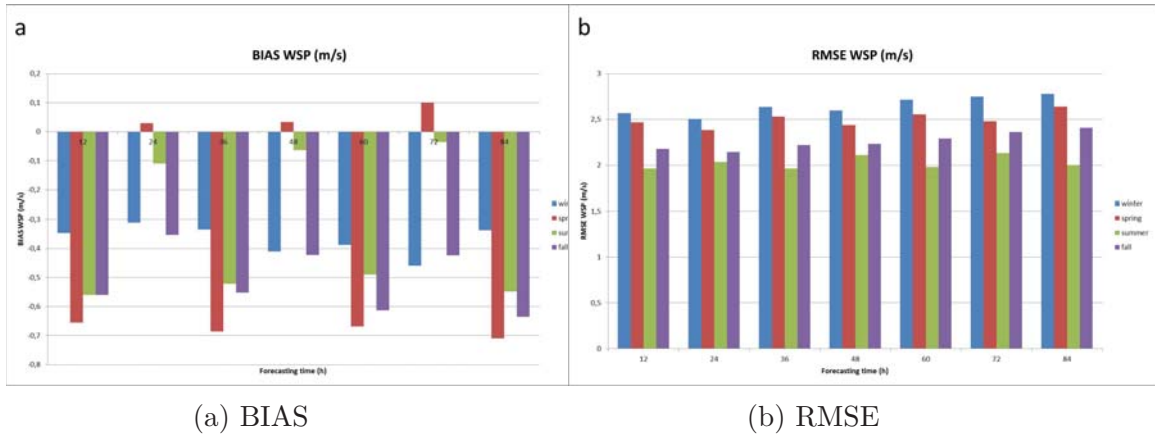 a
BIAS WSP (m/s)
0,2
0,1
0
-0,1
-0,2
-0,3
-0,4
-0,5
-0,6
-0,7
-0,8
BIAS WSP (m/s)
12 24 36 48 60 72 84
Forecasting time (h)
fall
b
RMSE WSP (m/s)
3
2,5
2
1,5
1
0,5
0
RMSE WSP (m/s)
12 24 36 48 60 72 84
Forecasting time (h)
winter
spring
summer
fall
(a) BIAS (b) RMSE